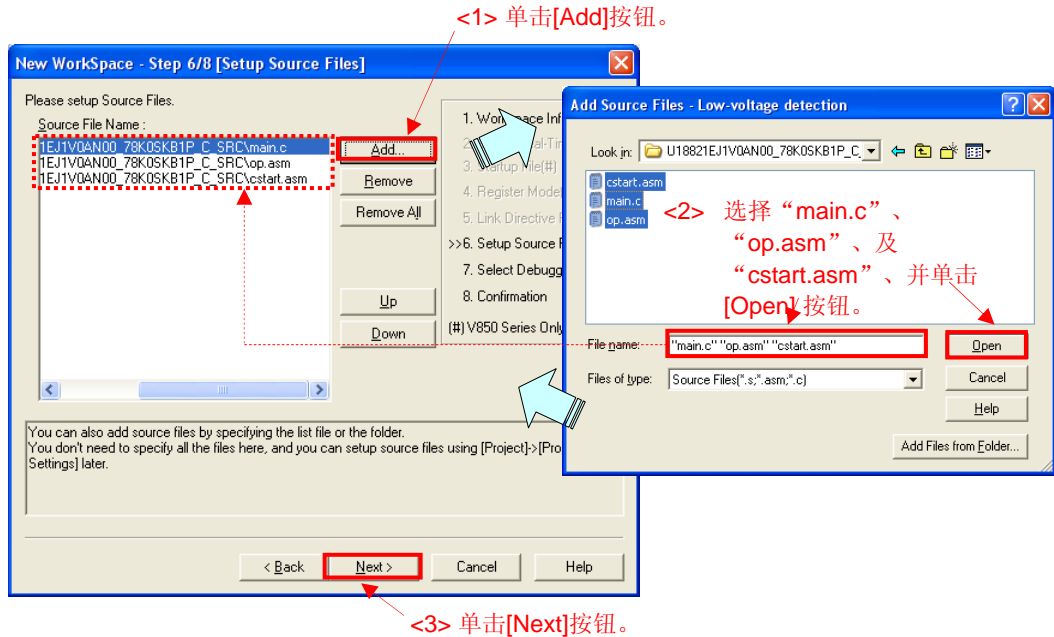 <1> 单击[Add]按钮。
New WorkSpace - Step 6/8 [Setup Source Files]
Please setup Source Files.
Source File Name :
1EJ1V0AN00_78K0SKB1P_C_SRC\main.c
1EJ1V0AN00_78K0SKB1P_C_SRC\op.asm
1EJ1V0AN00_78K0SKB1P_C_SRC\cstart.asm
Add...
Remove
Remove All
Up
Down
1. Workspace Inf
3. Startup File(#)
4. Register Mode
5. Link Directive
>>6. Setup Source F
7. Select Debugg
8. Confirmation
(#) V850 Series Only
You can also add source files by specifying the list file or the folder.
You don't need to specify all the files here, and you can setup source files using [Project]->[Pro
Settings] later.
< Back
Next >
Cancel
Help
<3> 单击[Next]按钮。
Add Source Files - Low-voltage detection
Look in:
U18821EJ1V0AN00_78K0SKB1P_C_
cstart.asm
main.c
op.asm
<2> 选择“main.c”、
“op.asm”、及
“cstart.asm”、并单击
[Open]按钮。
File name:
"main.c" "op.asm" "cstart.asm"
Open
Files of type:
Source Files(*.s;*.asm;*.c)
Cancel
Help
Add Files from Folder...